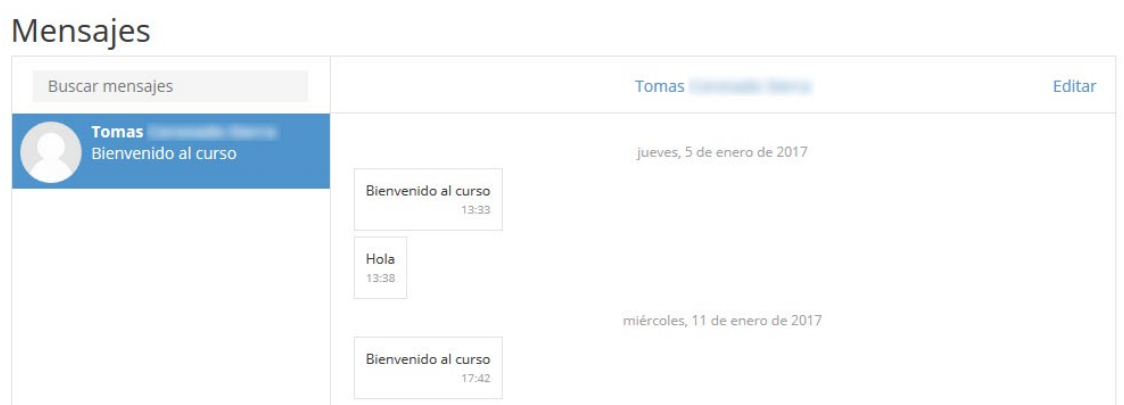 Mensajes
Buscar mensajes
Tomas
Bienvenido al curso
Tomas
Editar
jueves, 5 de enero de 2017
Bienvenido al curso
13:33
Hola
13:38
miércoles, 11 de enero de 2017
Bienvenido al curso
17:42